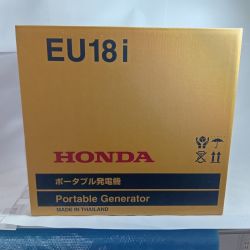 EU18i
HONDA
ポータブル発電機
Portable Generator
MADE IN THAILAND